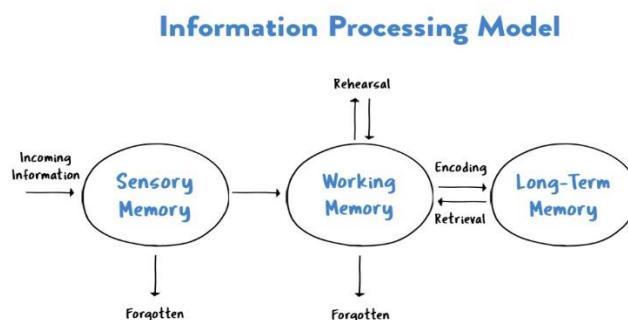 Information Processing Model
Rehearsal
Incoming
Information
Sensory
Memory
Working
Memory
Encoding
Retrieval
Long-Term
Memory
Forgotten
Forgotten